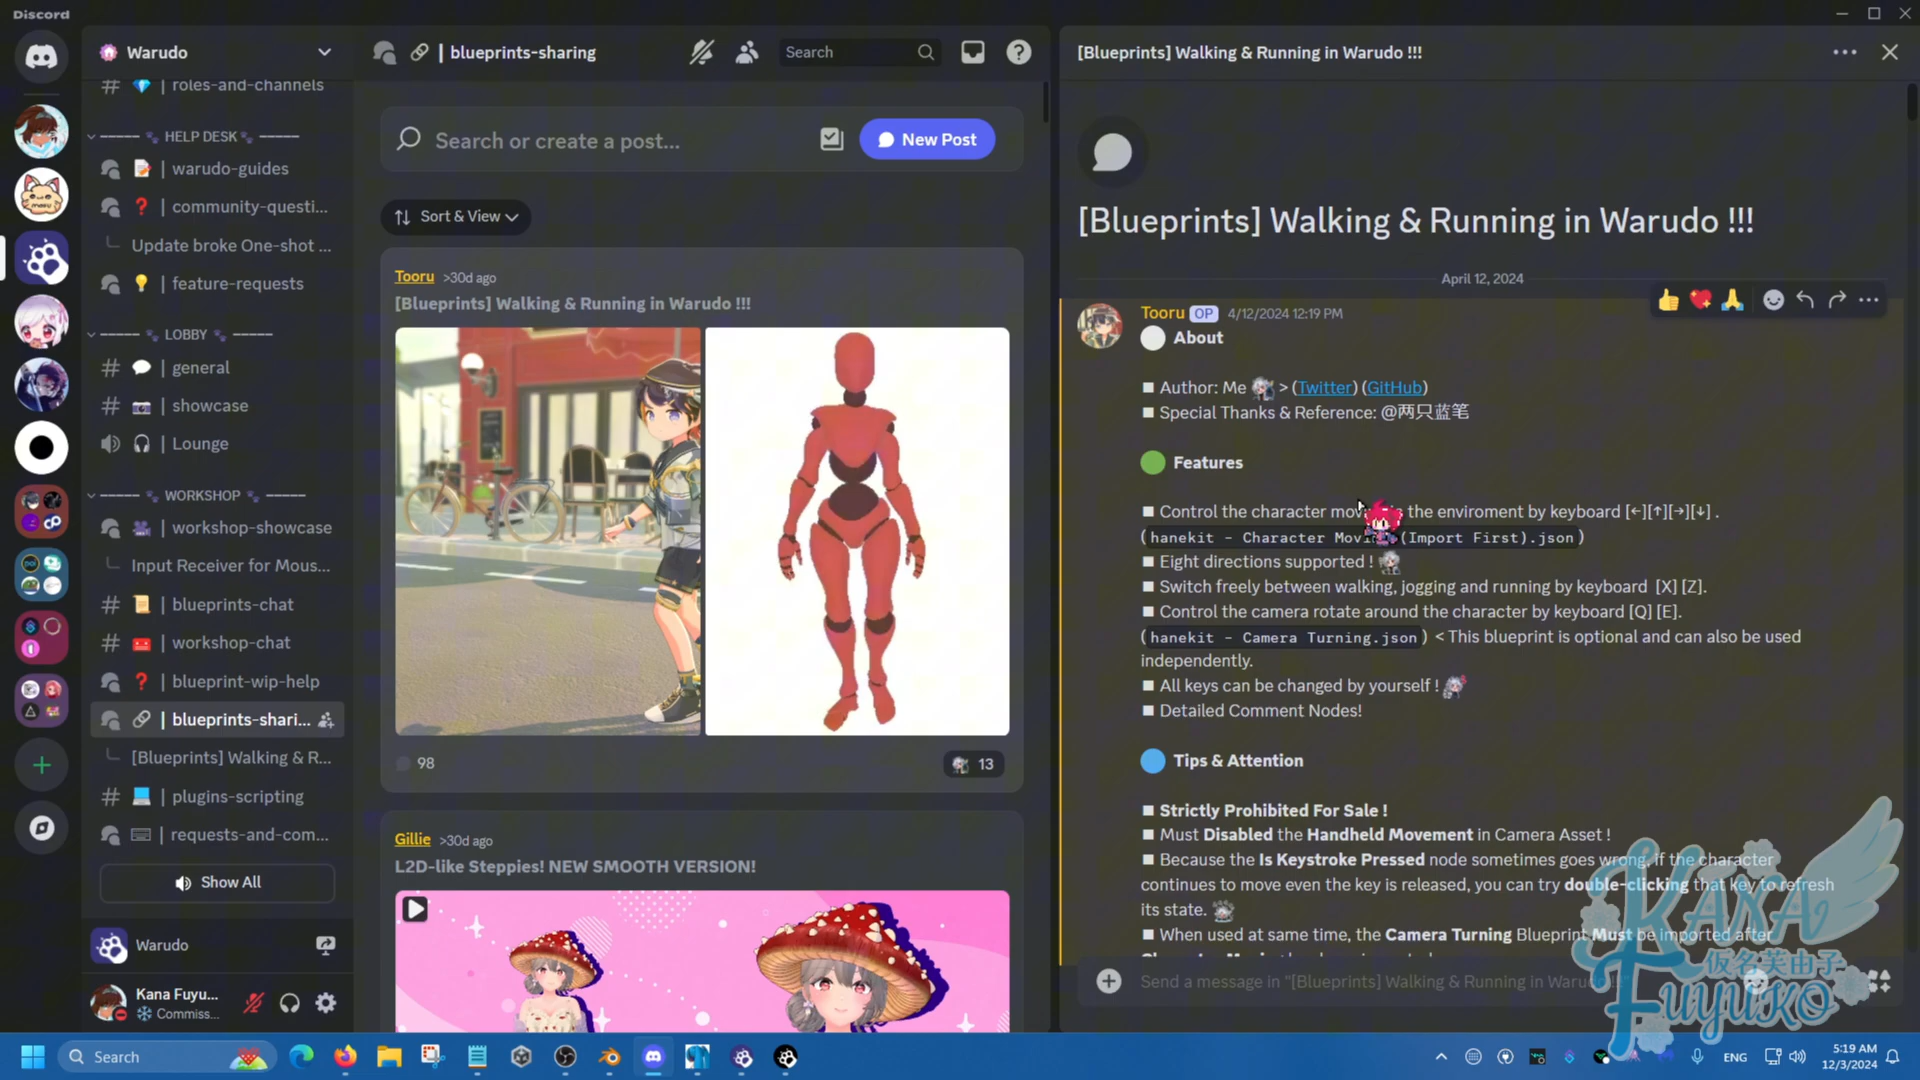 Discord
Warudo
| roles-and-channels
HELP DESK
| warudo-guides
| community-questi...
Update broke One-shot ...
| feature-requests
LOBBY
| general
| showcase
| Lounge
WORKSHOP
| workshop-showcase
Input Receiver for Mous...
| blueprints-chat
| workshop-chat
| blueprint-wip-help
| blueprints-shari...
[Blueprints] Walking & R...
| plugins-scripting
| requests-and-com...
Show All
Warudo
Kana Fuyu...
Commiss...
| blueprints-sharing
Search
Search or create a post...
New Post
Sort & View
Tooru >30d ago
[Blueprints] Walking & Running in Warudo !!!
98
13
Gillie >30d ago
L2D-like Steppies! NEW SMOOTH VERSION!
[Blueprints] Walking & Running in Warudo !!!
[Blueprints] Walking & Running in Warudo !!!
April 12, 2024
Tooru OP 4/12/2024 12:19 PM
About
■ Author: Me > (Twitter) (GitHub)
■ Special Thanks & Reference: @两只蓝笔
Features
■ Control the character mov the enviroment by keyboard [←][↑][→][↓] .
(hanekit - Character Movi (Import First).json)
■ Eight directions supported !
■ Switch freely between walking, jogging and running by keyboard [X] [Z].
■ Control the camera rotate around the character by keyboard [Q] [E].
(hanekit - Camera Turning.json) < This blueprint is optional and can also be used
independently.
■ All keys can be changed by yourself !
■ Detailed Comment Nodes!
Tips & Attention
■ Strictly Prohibited For Sale !
■ Must Disabled the Handheld Movement in Camera Asset !
■ Because the Is Keystroke Pressed node sometimes goes wrong, if the character
continues to move even the key is released, you can try double-clicking that key to refresh
its state.
■ When used at same time, the Camera Turning Blueprint Must be imported after
Send a message in "[Blueprints] Walking & Running in Warudo
KANA
仮名芙由子
FUYUKO
Search
ENG
5:19 AM
12/3/2024